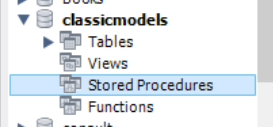 classicmodels
Tables
Views
Stored Procedures
Functions